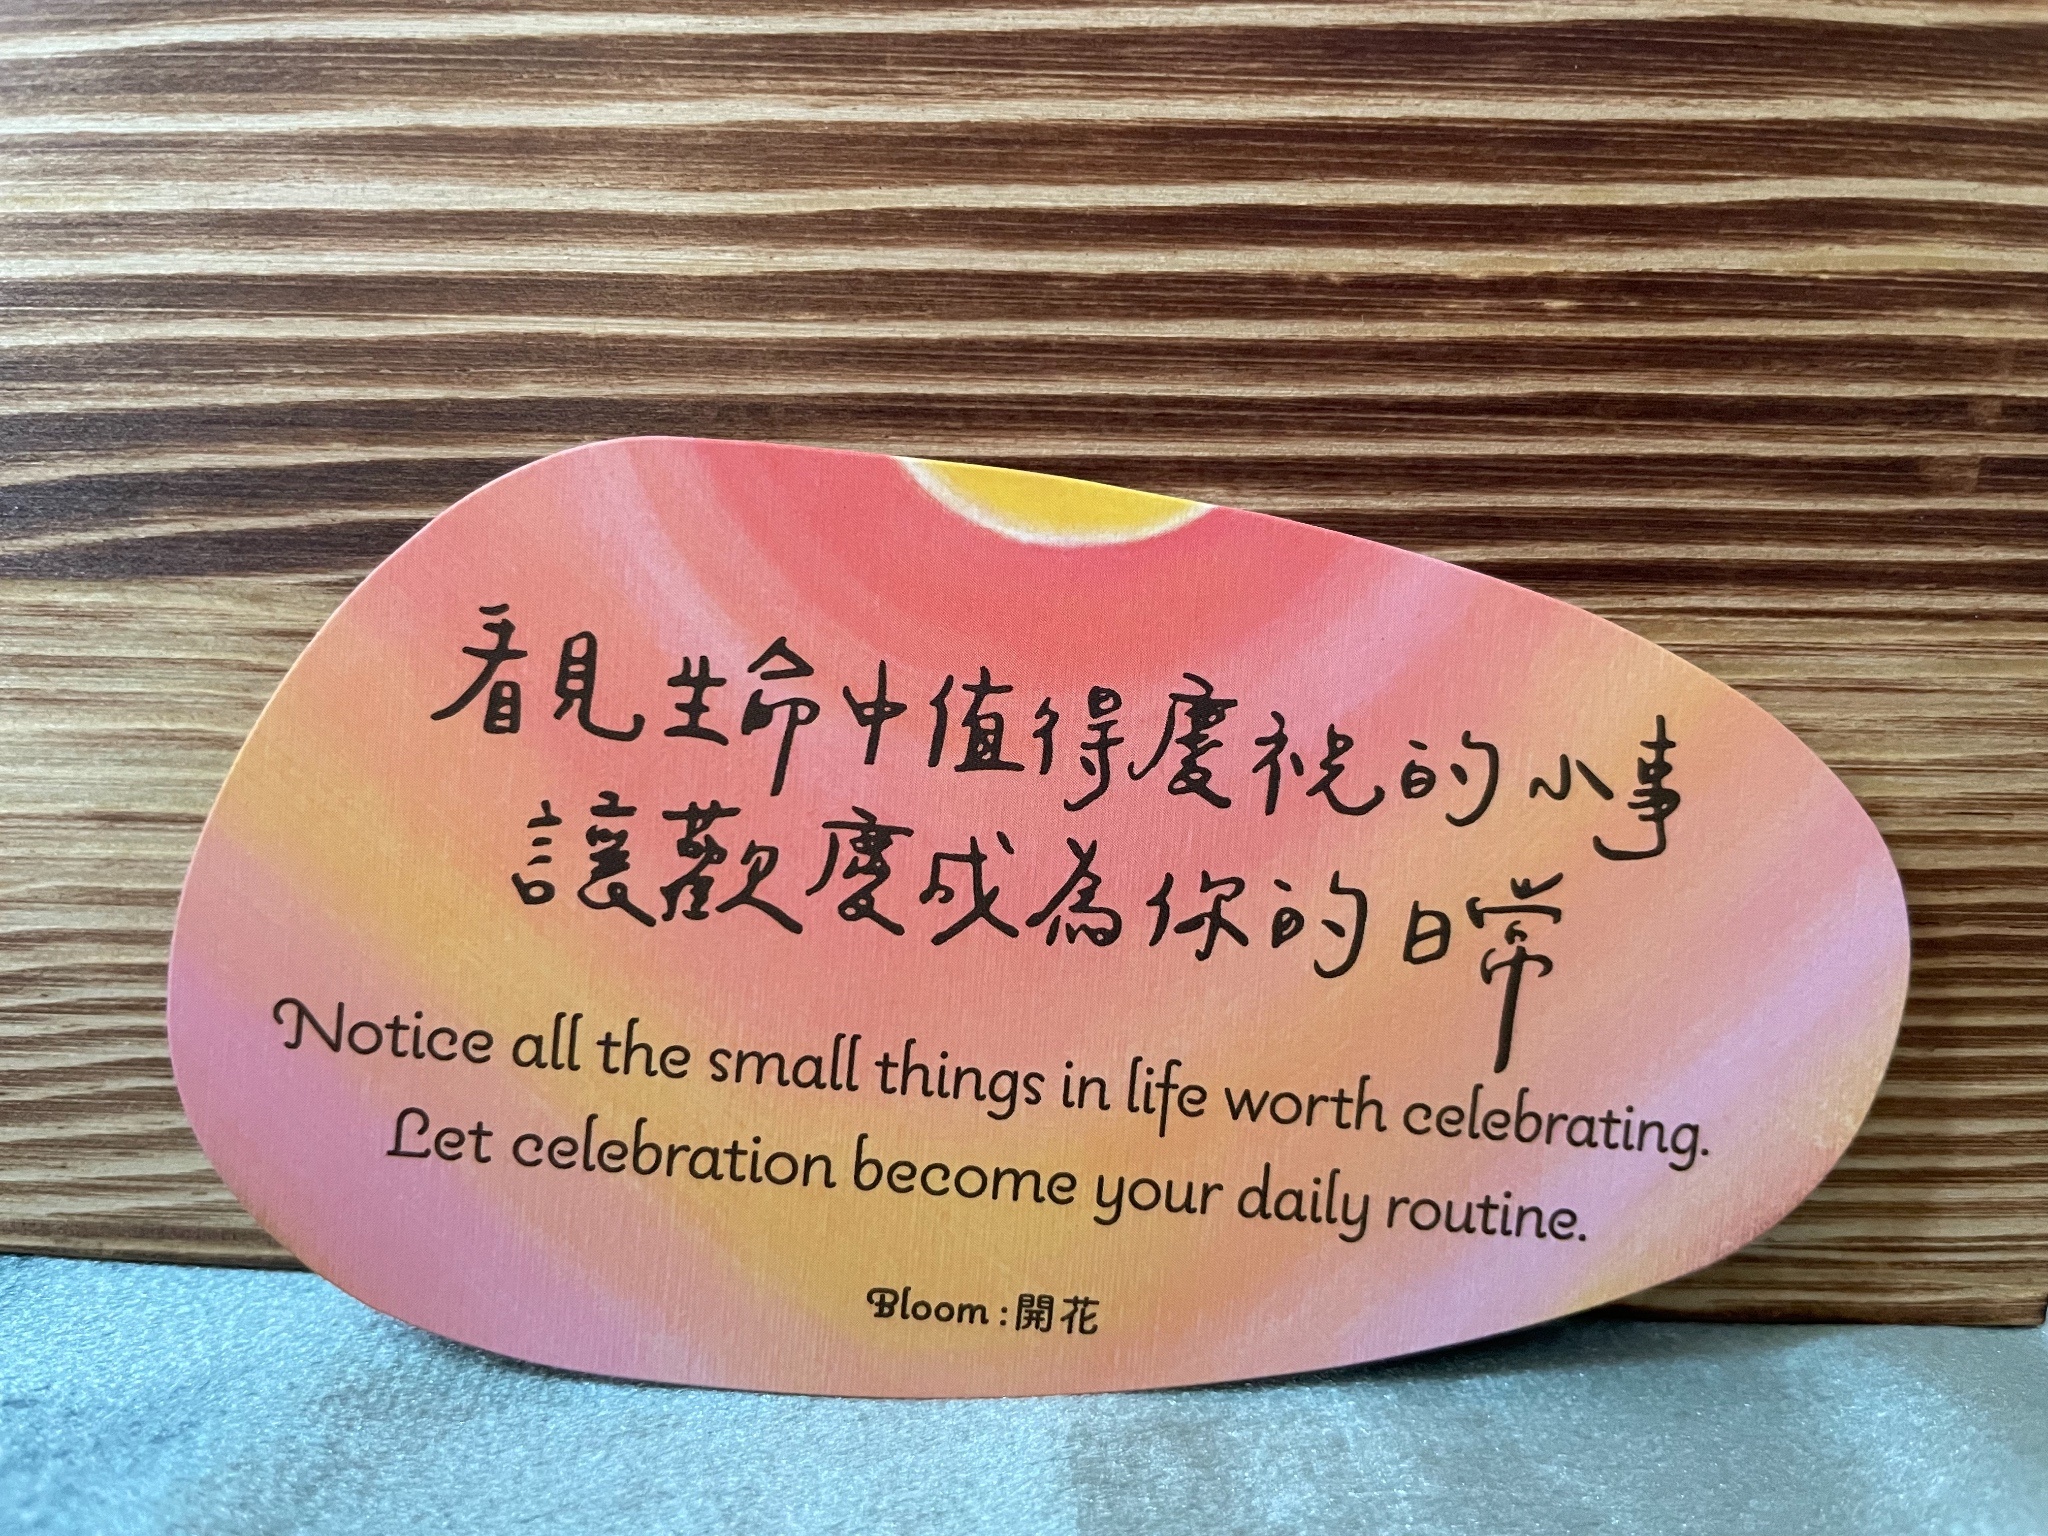 看見生命中值得慶祝的小事
讓歡慶成為你的日常
Notice all the small things in life worth celebrating.
Let celebration become your daily routine.
Bloom : 開花